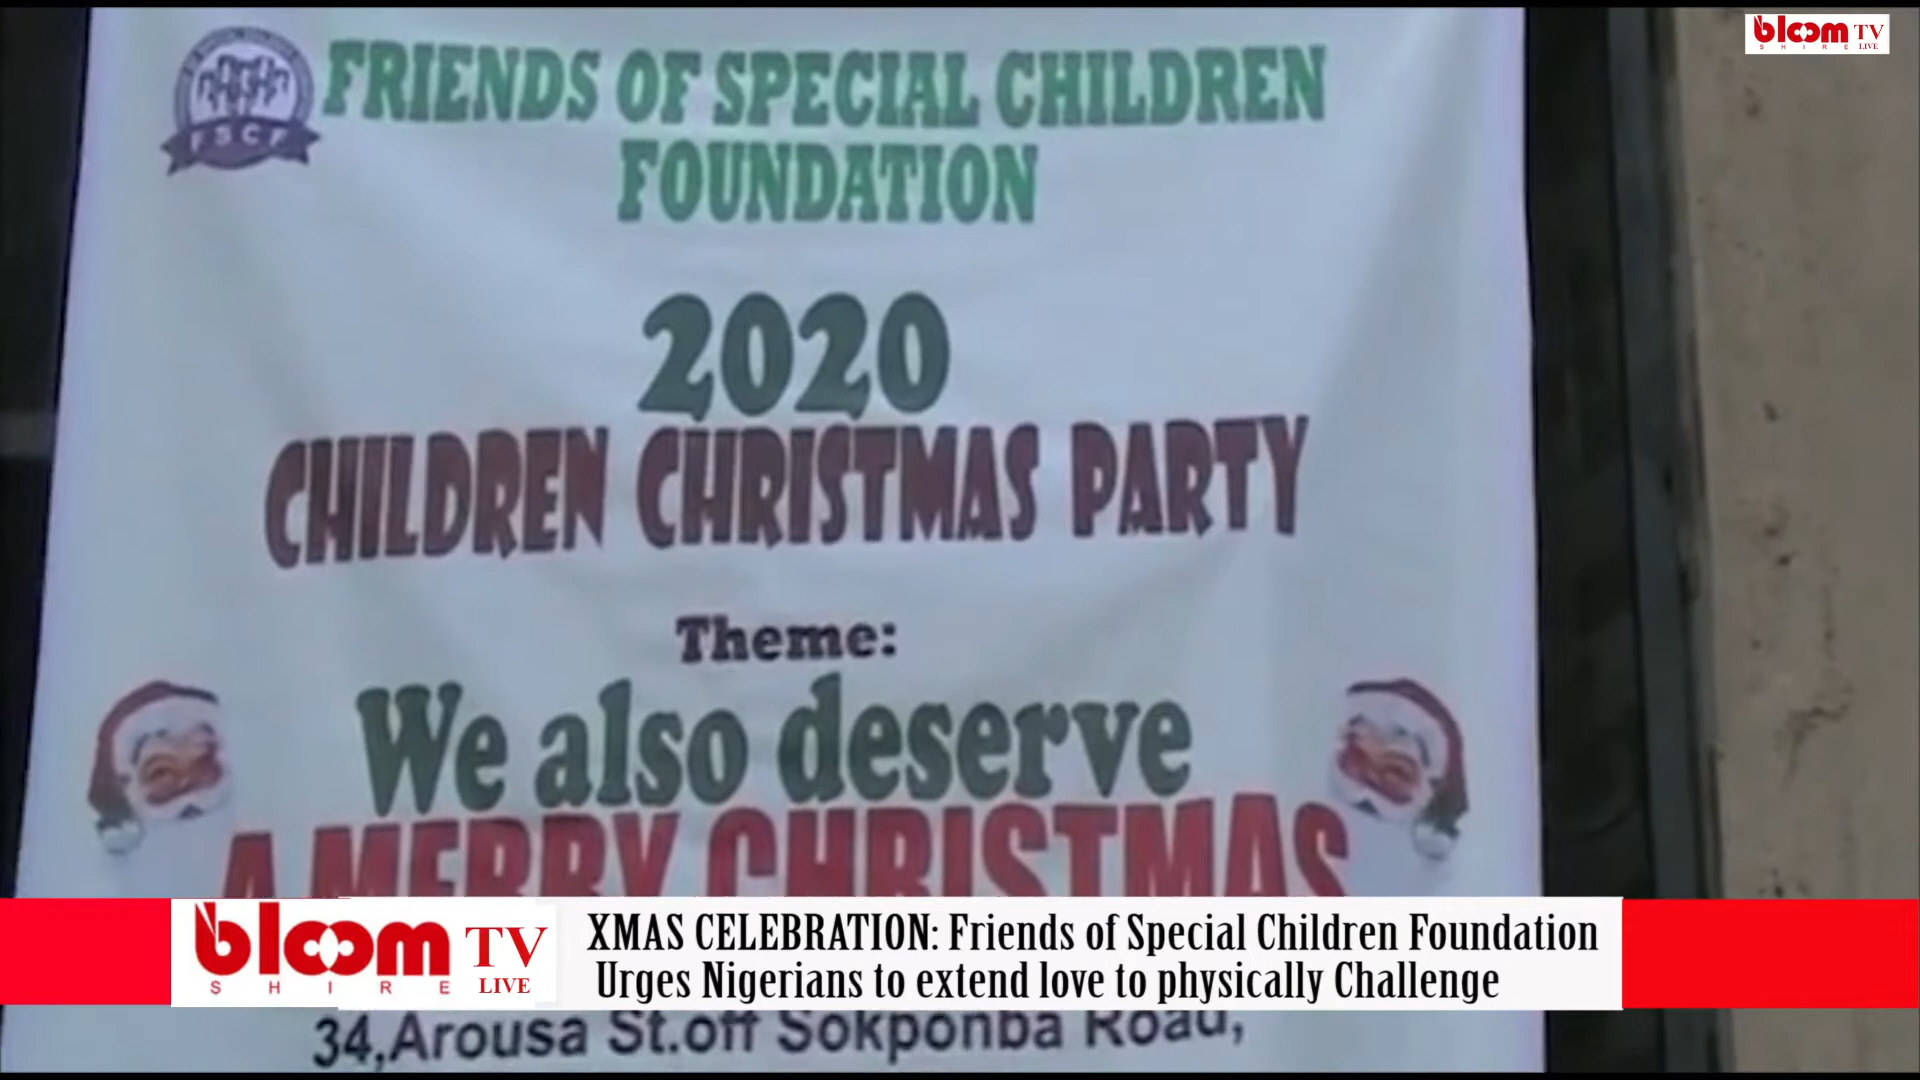 bloom TV
SHIRE LIVE
FSCF
FRIENDS OF SPECIAL CHILDREN
FOUNDATION
2020
CHILDREN CHRISTMAS PARTY
Theme:
We also deserve
A MERRY CHRISTMAS
bloom TV
SHIRE LIVE
XMAS CELEBRATION: Friends of Special Children Foundation
Urges Nigerians to extend love to physically Challenge
34,Arousa St.off Sokponba Road,